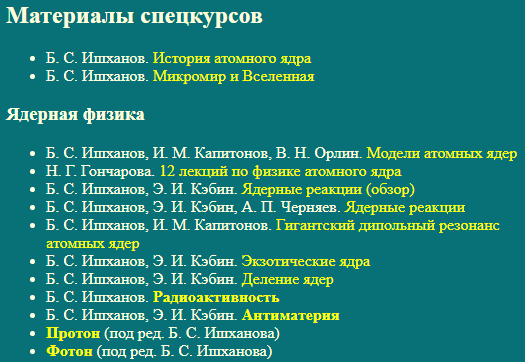 Материалы спецкурсов
Б. С. Ишханов. История атомного ядра
Б. С. Ишханов. Микромир и Вселенная
Ядерная физика
Б. С. Ишханов, И. М. Капитонов, В. Н. Орлин. Модели атомных ядер
Н. Г. Гончарова. 12 лекций по физике атомного ядра
Б. С. Ишханов, Э. И. Кэбин. Ядерные реакции (обзор)
Б. С. Ишханов, Э. И. Кэбин, А. П. Черняев. Ядерные реакции
Б. С. Ишханов, И. М. Капитонов. Гигантский дипольный резонанс
атомных ядер
Б. С. Ишханов, Э. И. Кэбин. Экзотические ядра
Б. С. Ишханов, Э. И. Кэбин. Деление ядер
Б. С. Ишханов. Радиоактивность
Б. С. Ишханов, Э. И. Кэбин. Антиматерия
Протон (под ред. Б. С. Ишханова)
Фотон (под ред. Б. С. Ишханова)